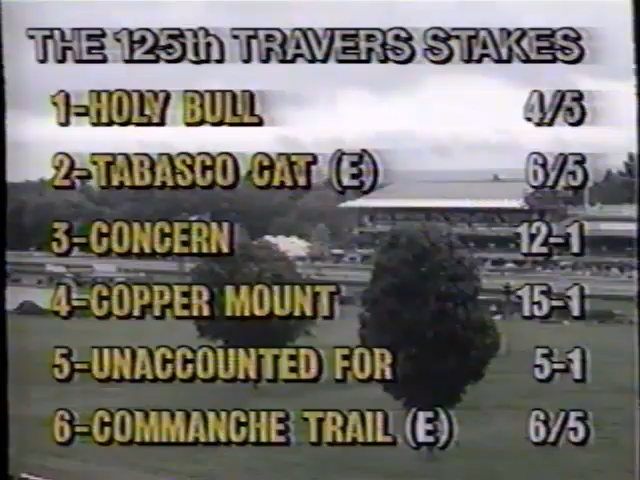 THE 125th TRAVERS STAKES
1-HOLY BULL 4/5
2-TABASCO CAT (E) 6/5
3-CONCERN 12-1
4-COPPER MOUNT 15-1
5-UNACCOUNTED FOR 5-1
6-COMMANCHE TRAIL (E) 6/5